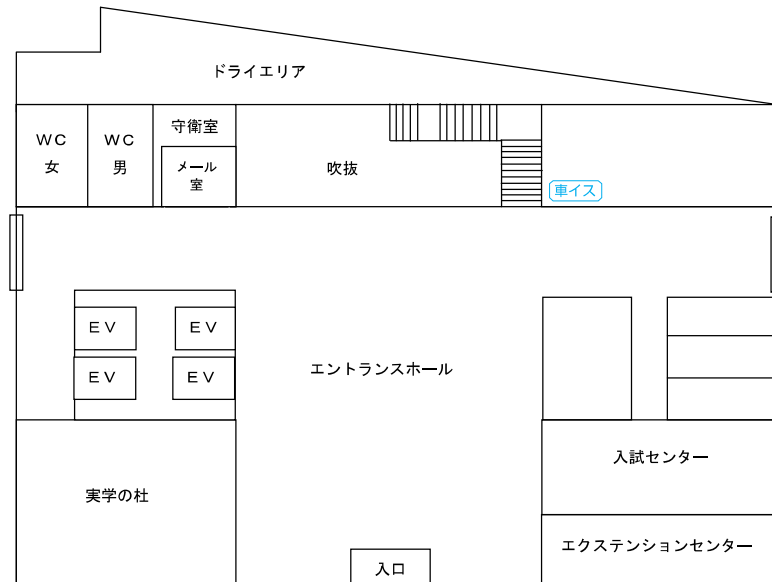 ドライエリア
ＷＣ
女
ＷＣ
男
守衛室
メール
室
吹抜
車イス
ＥＶ
ＥＶ
ＥＶ
ＥＶ
エントランスホール
実学の杜
入試センター
エクステンションセンター
入口